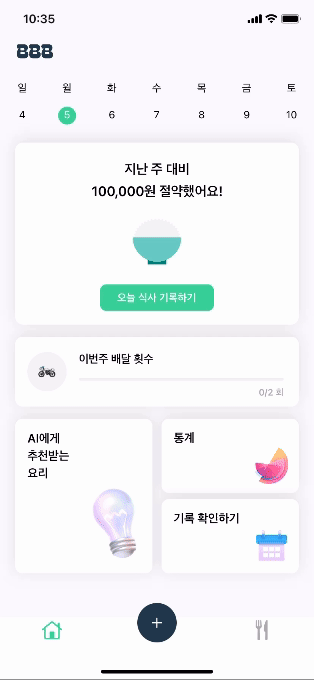 10:35
BBB
일 월 화 수 목 금 토
4 5 6 7 8 9 10
지난 주 대비
100,000원 절약했어요!
오늘 식사 기록하기
이번주 배달 횟수
0/2 회
AI에게
추천받는
요리
통계
기록 확인하기